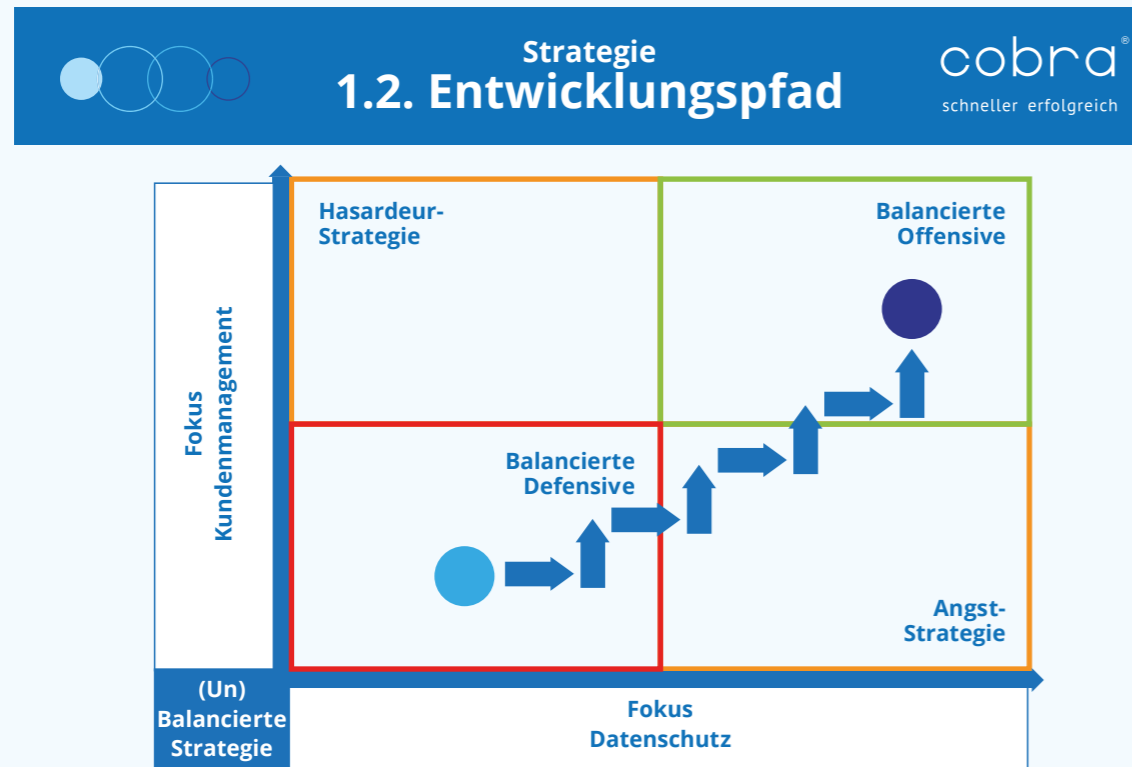 Strategie
1.2. Entwicklungspfad
cobra®
schneller erfolgreich
Hasardeur-
Strategie
Balancierte
Offensive
Fokus
Kundenmanagement
Balancierte
Defensive
Angst-
Strategie
(Un)
Balancierte
Strategie
Fokus
Datenschutz